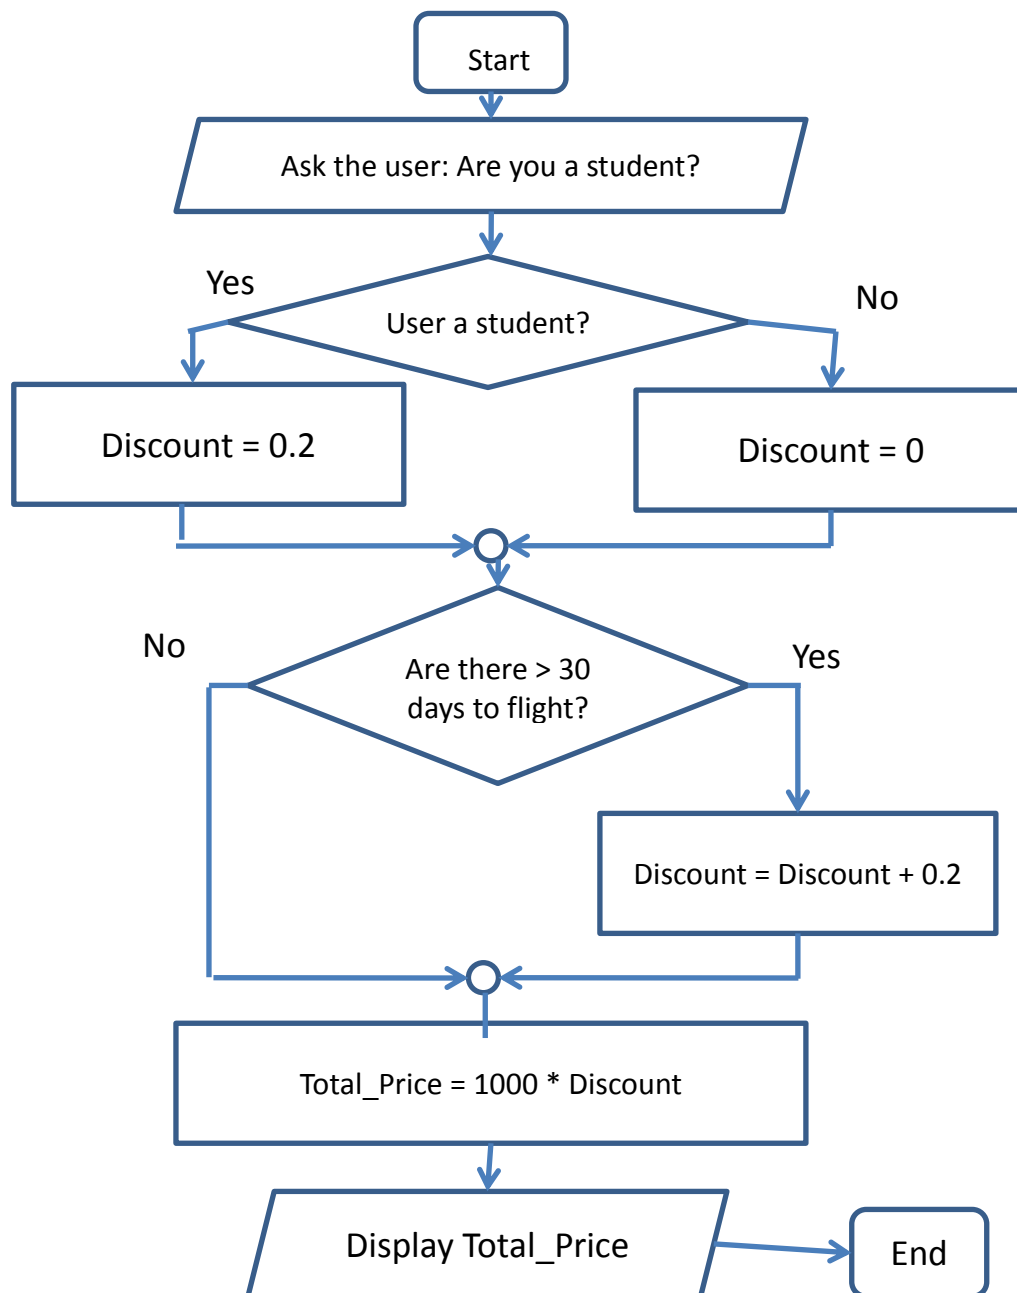 Start
Ask the user: Are you a student?
Yes
No
User a student?
Discount = 0.2
Discount = 0
No
Yes
Are there > 30
days to flight?
Discount = Discount + 0.2
Total_Price = 1000 * Discount
Display Total_Price
End